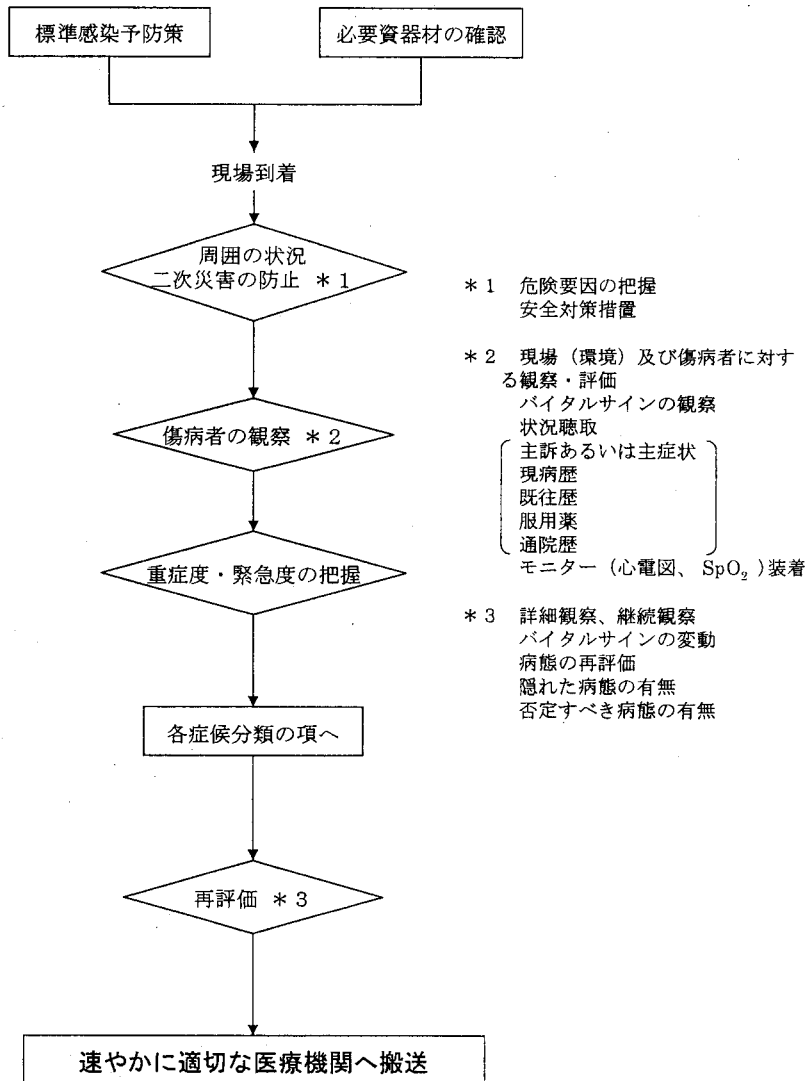 標準感染予防策
必要資器材の確認
現場到着
周囲の状況
二次災害の防止 *1
傷病者の観察 *2
重症度・緊急度の把握
各症候分類の項へ
再評価 *3
速やかに適切な医療機関へ搬送
*1 危険要因の把握
安全対策措置
*2 現場（環境）及び傷病者に対す
る観察・評価
バイタルサインの観察
状況聴取
主訴あるいは主症状
現病歴
既往歴
服用薬
通院歴
モニター（心電図、SpO₂）装着
*3 詳細観察、継続観察
バイタルサインの変動
病態の再評価
隠れた病態の有無
否定すべき病態の有無